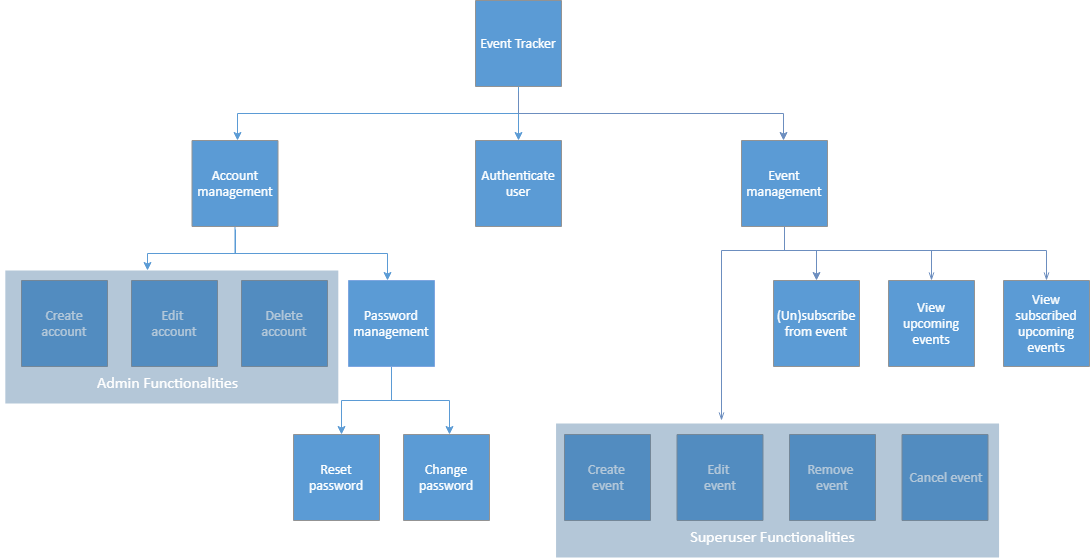 Event Tracker
Account
management
Authenticate
user
Event
management
Create
account
Edit
account
Delete
account
Admin Functionalities
Password
management
(Un)subscribe
from event
View
upcoming
events
View
subscribed
upcoming
events
Reset
password
Change
password
Create
event
Edit
event
Remove
event
Cancel event
Superuser Functionalities